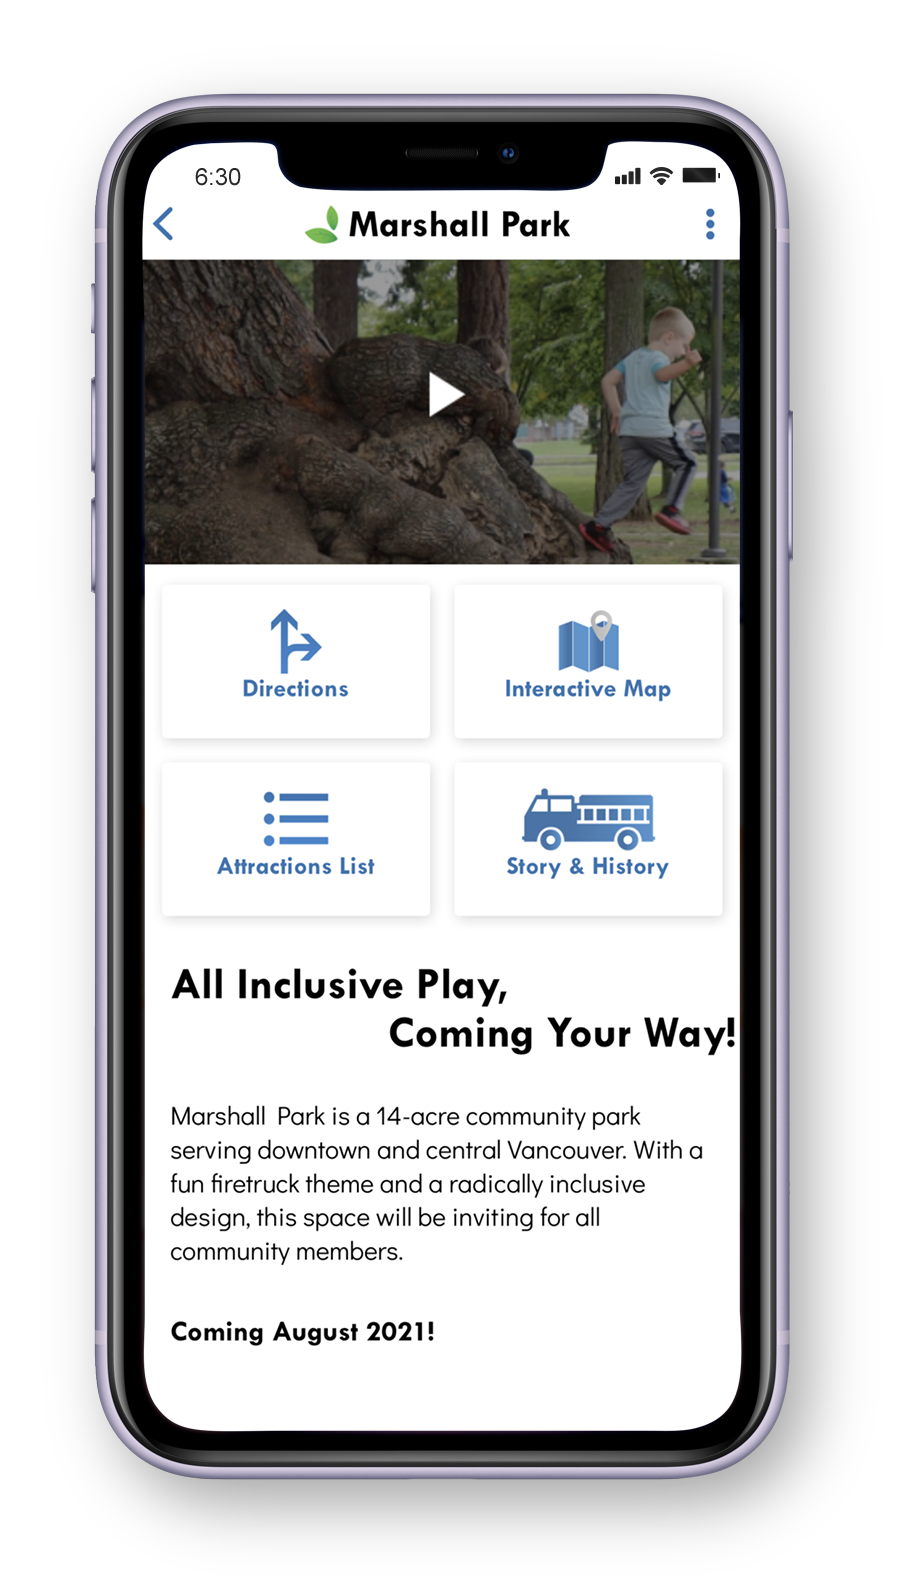 6:30
Marshall Park
Directions
Interactive Map
Attractions List
Story & History
All Inclusive Play,
Coming Your Way!
Marshall Park is a 14-acre community park
serving downtown and central Vancouver. With a
fun firetruck theme and a radically inclusive
design, this space will be inviting for all
community members.
Coming August 2021!